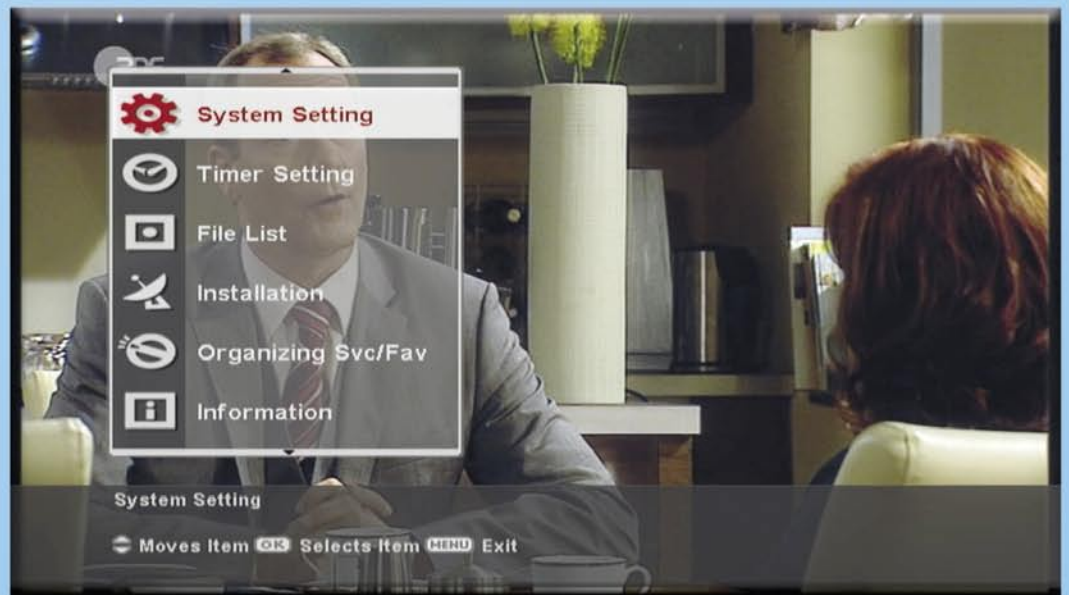 ZDF
System Setting
Timer Setting
File List
Installation
Organizing Svc/Fav
Information
System Setting
Moves Item OK Selects Item MENU Exit